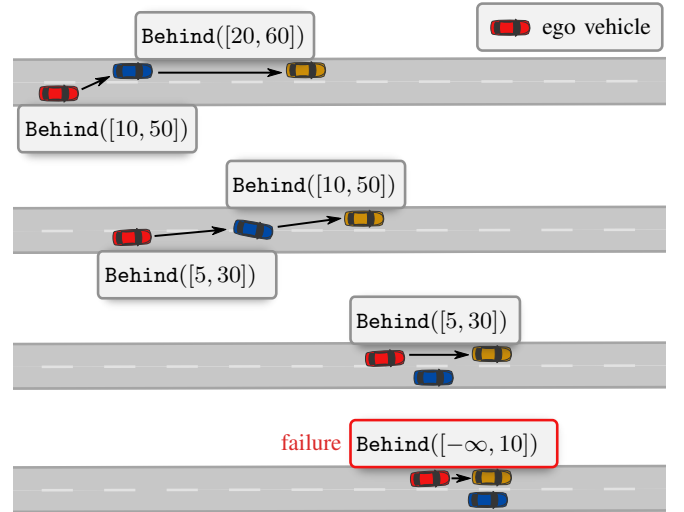 ego vehicle
Behind([20, 60])
Behind([10, 50])
Behind([10, 50])
Behind([5, 30])
Behind([5, 30])
failure Behind([−∞, 10])